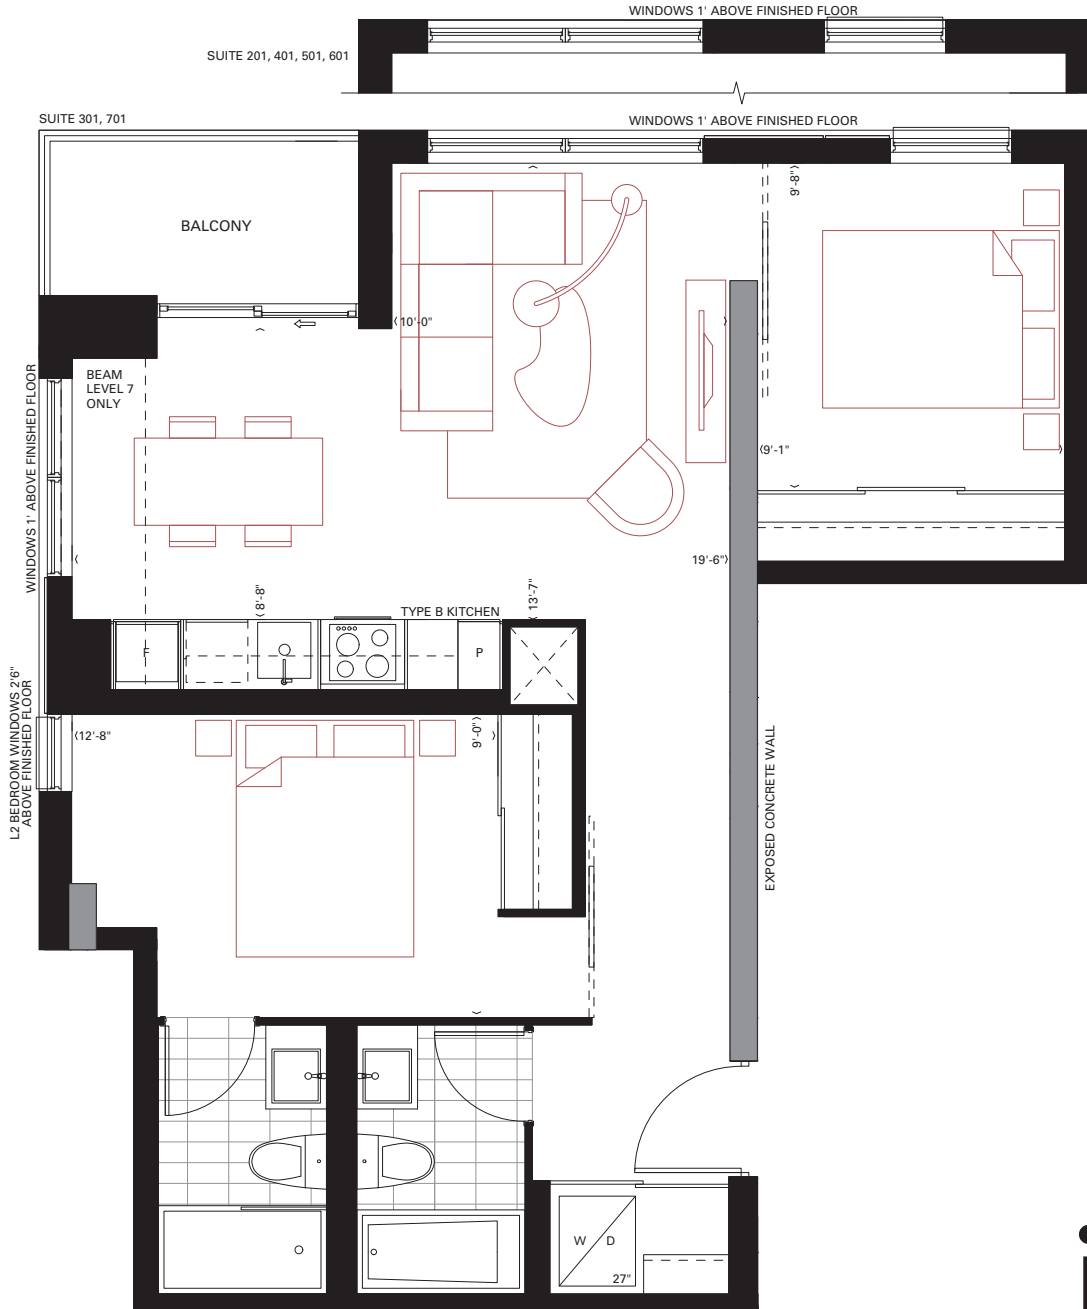 WINDOWS 1' ABOVE FINISHED FLOOR
SUITE 201, 401, 501, 601
SUITE 301, 701
WINDOWS 1' ABOVE FINISHED FLOOR
9'-8"
BALCONY
10'-0"
BEAM
LEVEL 7
ONLY
WINDOWS 1' ABOVE FINISHED FLOOR
9'-1"
19'-6"
8'-8"
13'-7"
TYPE B KITCHEN
F
P
L2 BEDROOM WINDOWS 2'6"
ABOVE FINISHED FLOOR
12'-8"
9'-0"
EXPOSED CONCRETE WALL
W D
27"